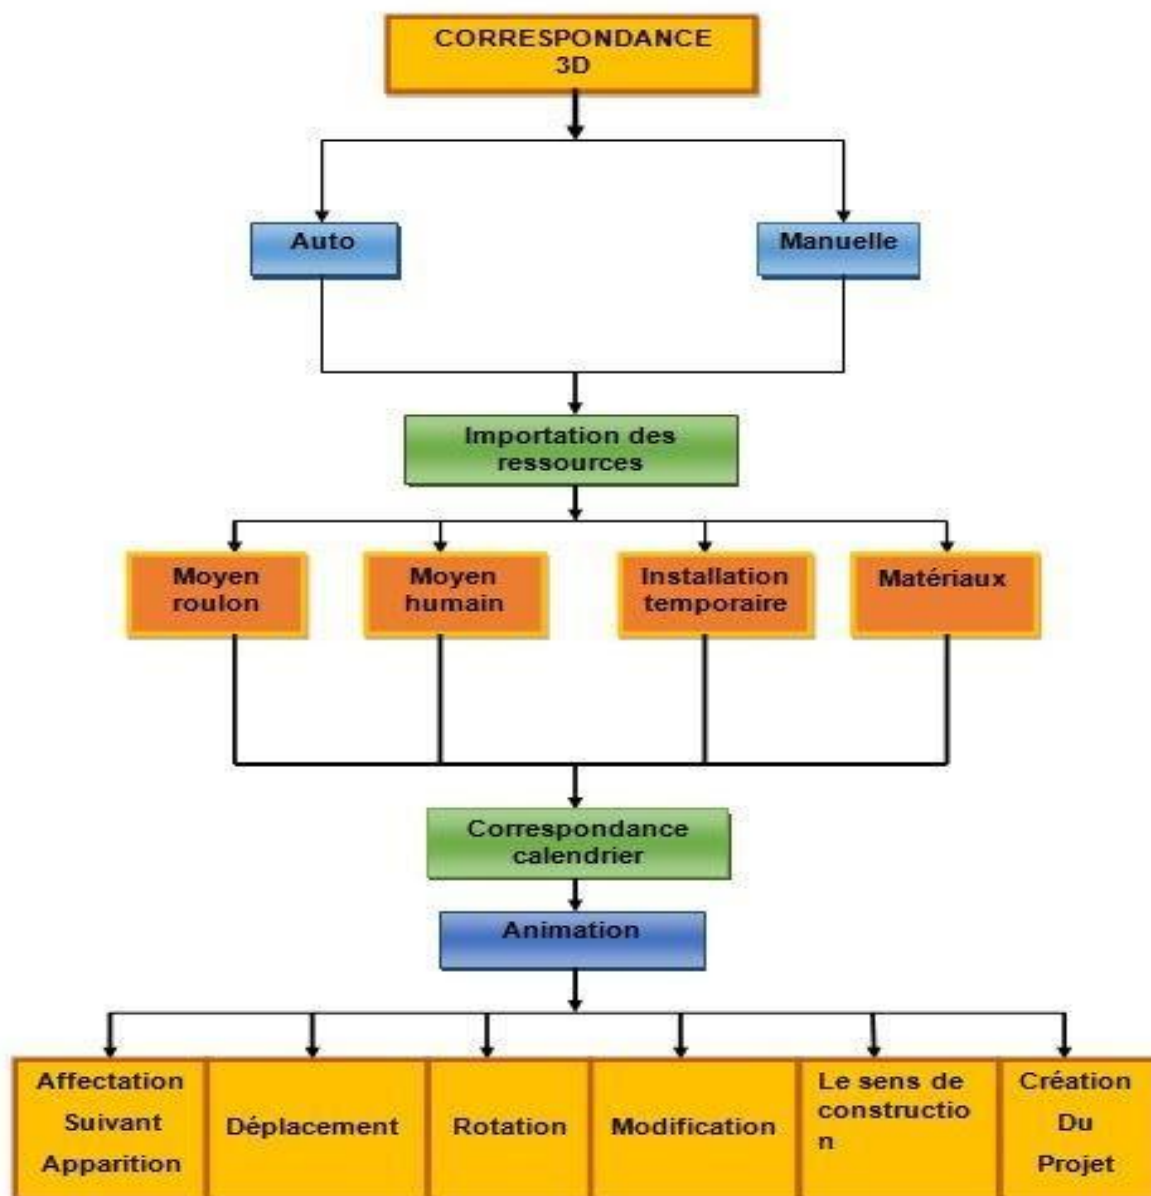 CORRESPONDANCE
3D
Auto
Manuelle
Importation des
ressources
Moyen
roulon
Moyen
humain
Installation
temporaire
Matériaux
Correspondance
calendrier
Animation
Affectation
Suivant
Apparition
Déplacement
Rotation
Modification
Le sens de
constructio
n
Création
Du
Projet